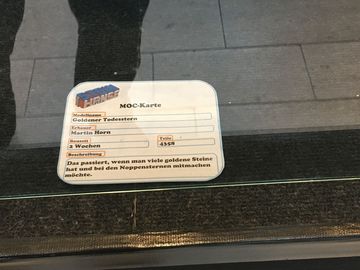 MOC-Karte
Modellname
Goldener Todesstern
Erbauer
Martin Horn
Bauzeit Teile
2 Wochen 4358
Beschreibung
Das passiert, wenn man viele goldene Steine
hat und bei den Noppensternen mitmachen
möchte.